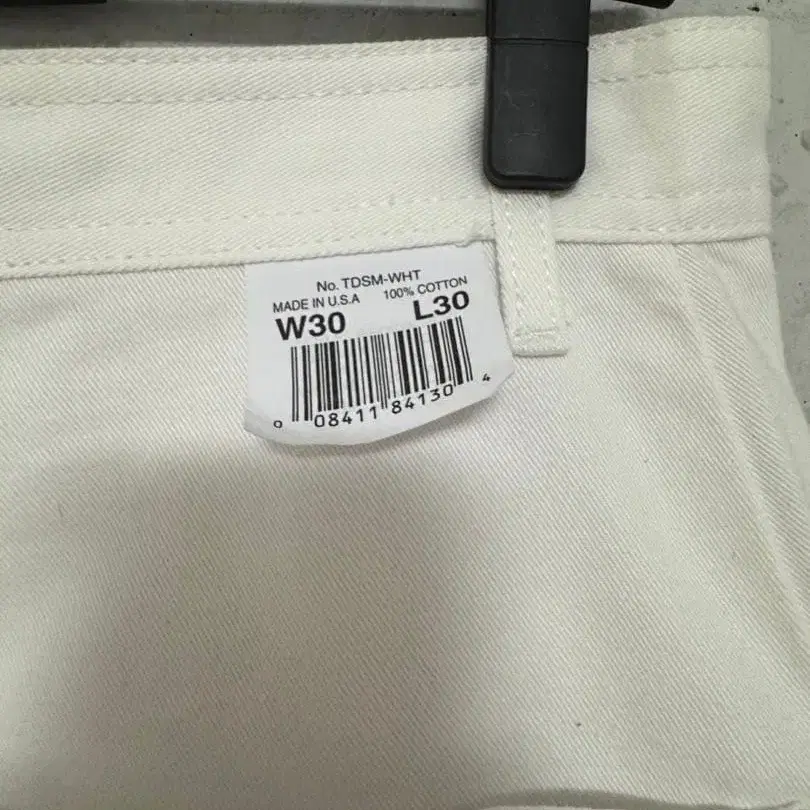 No. TDSM-WHT
MADE IN U.S.A 100% COTTON
W30 L30
0 08411 84130 4